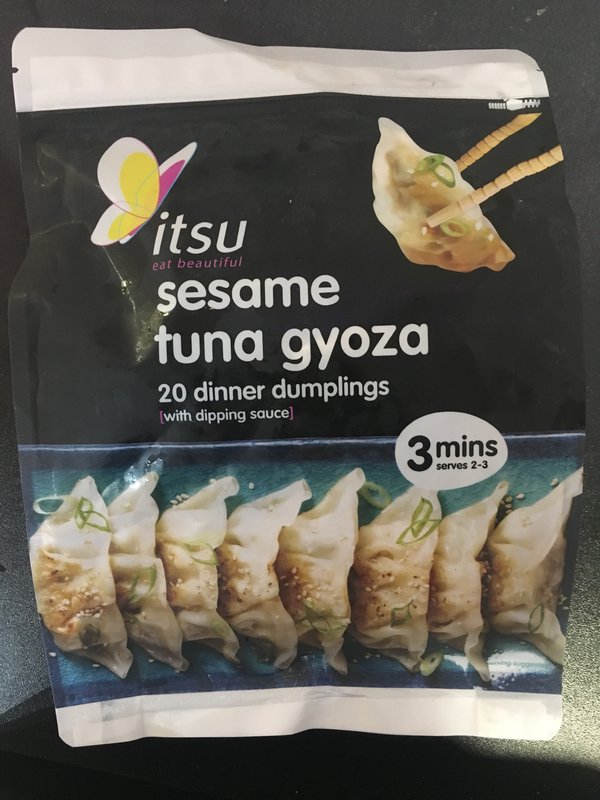 itsu
eat beautiful
sesame
tuna gyoza
20 dinner dumplings
[with dipping sauce]
3 mins
serves 2-3